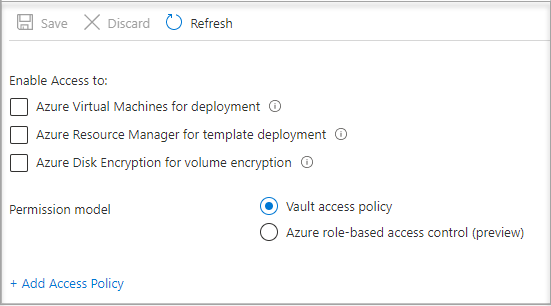 Save Discard Refresh
Enable Access to:
Azure Virtual Machines for deployment
Azure Resource Manager for template deployment
Azure Disk Encryption for volume encryption
Permission model
Vault access policy
Azure role-based access control (preview)
+ Add Access Policy